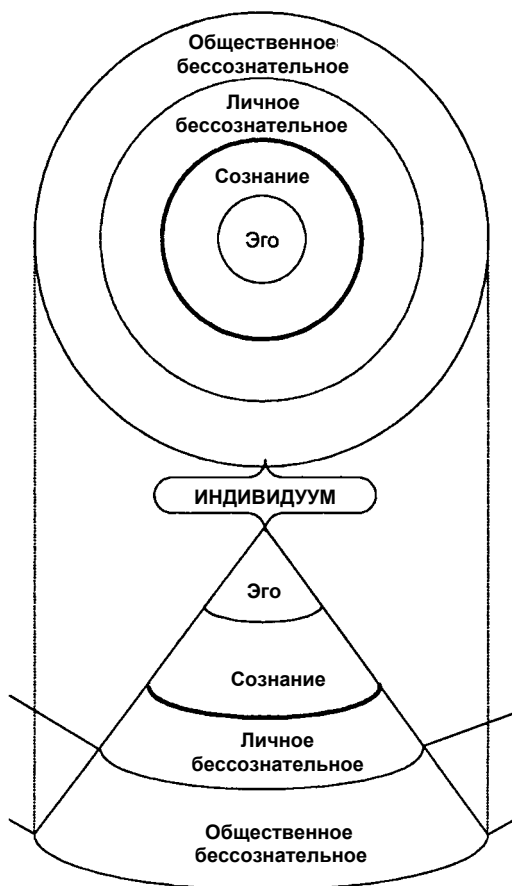 Общественное
бессознательное
Личное
бессознательное
Сознание
Эго
ИНДИВИДУУМ
Эго
Сознание
Личное
бессознательное
Общественное
бессознательное